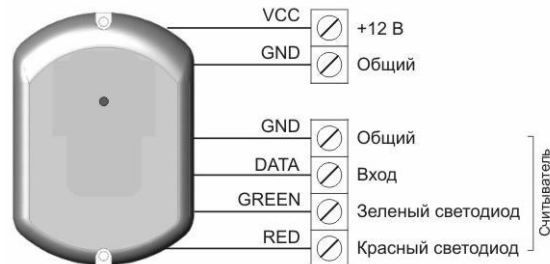 VCC +12 В
GND Общий
GND Общий
DATA Вход
GREEN Зеленый светодиод
RED Красный светодиод
Считыватель